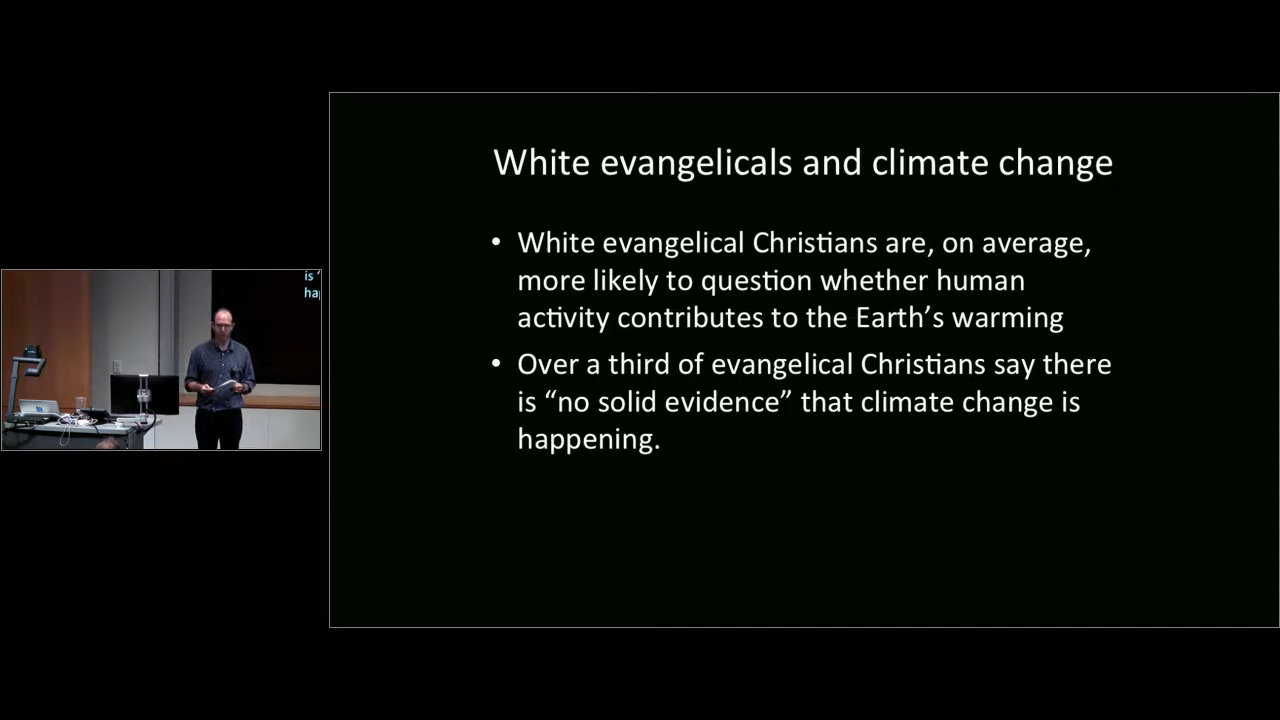 White evangelicals and climate change
• White evangelical Christians are, on average,
more likely to question whether human
activity contributes to the Earth's warming
• Over a third of evangelical Christians say there
is “no solid evidence” that climate change is
happening.
is “
hap